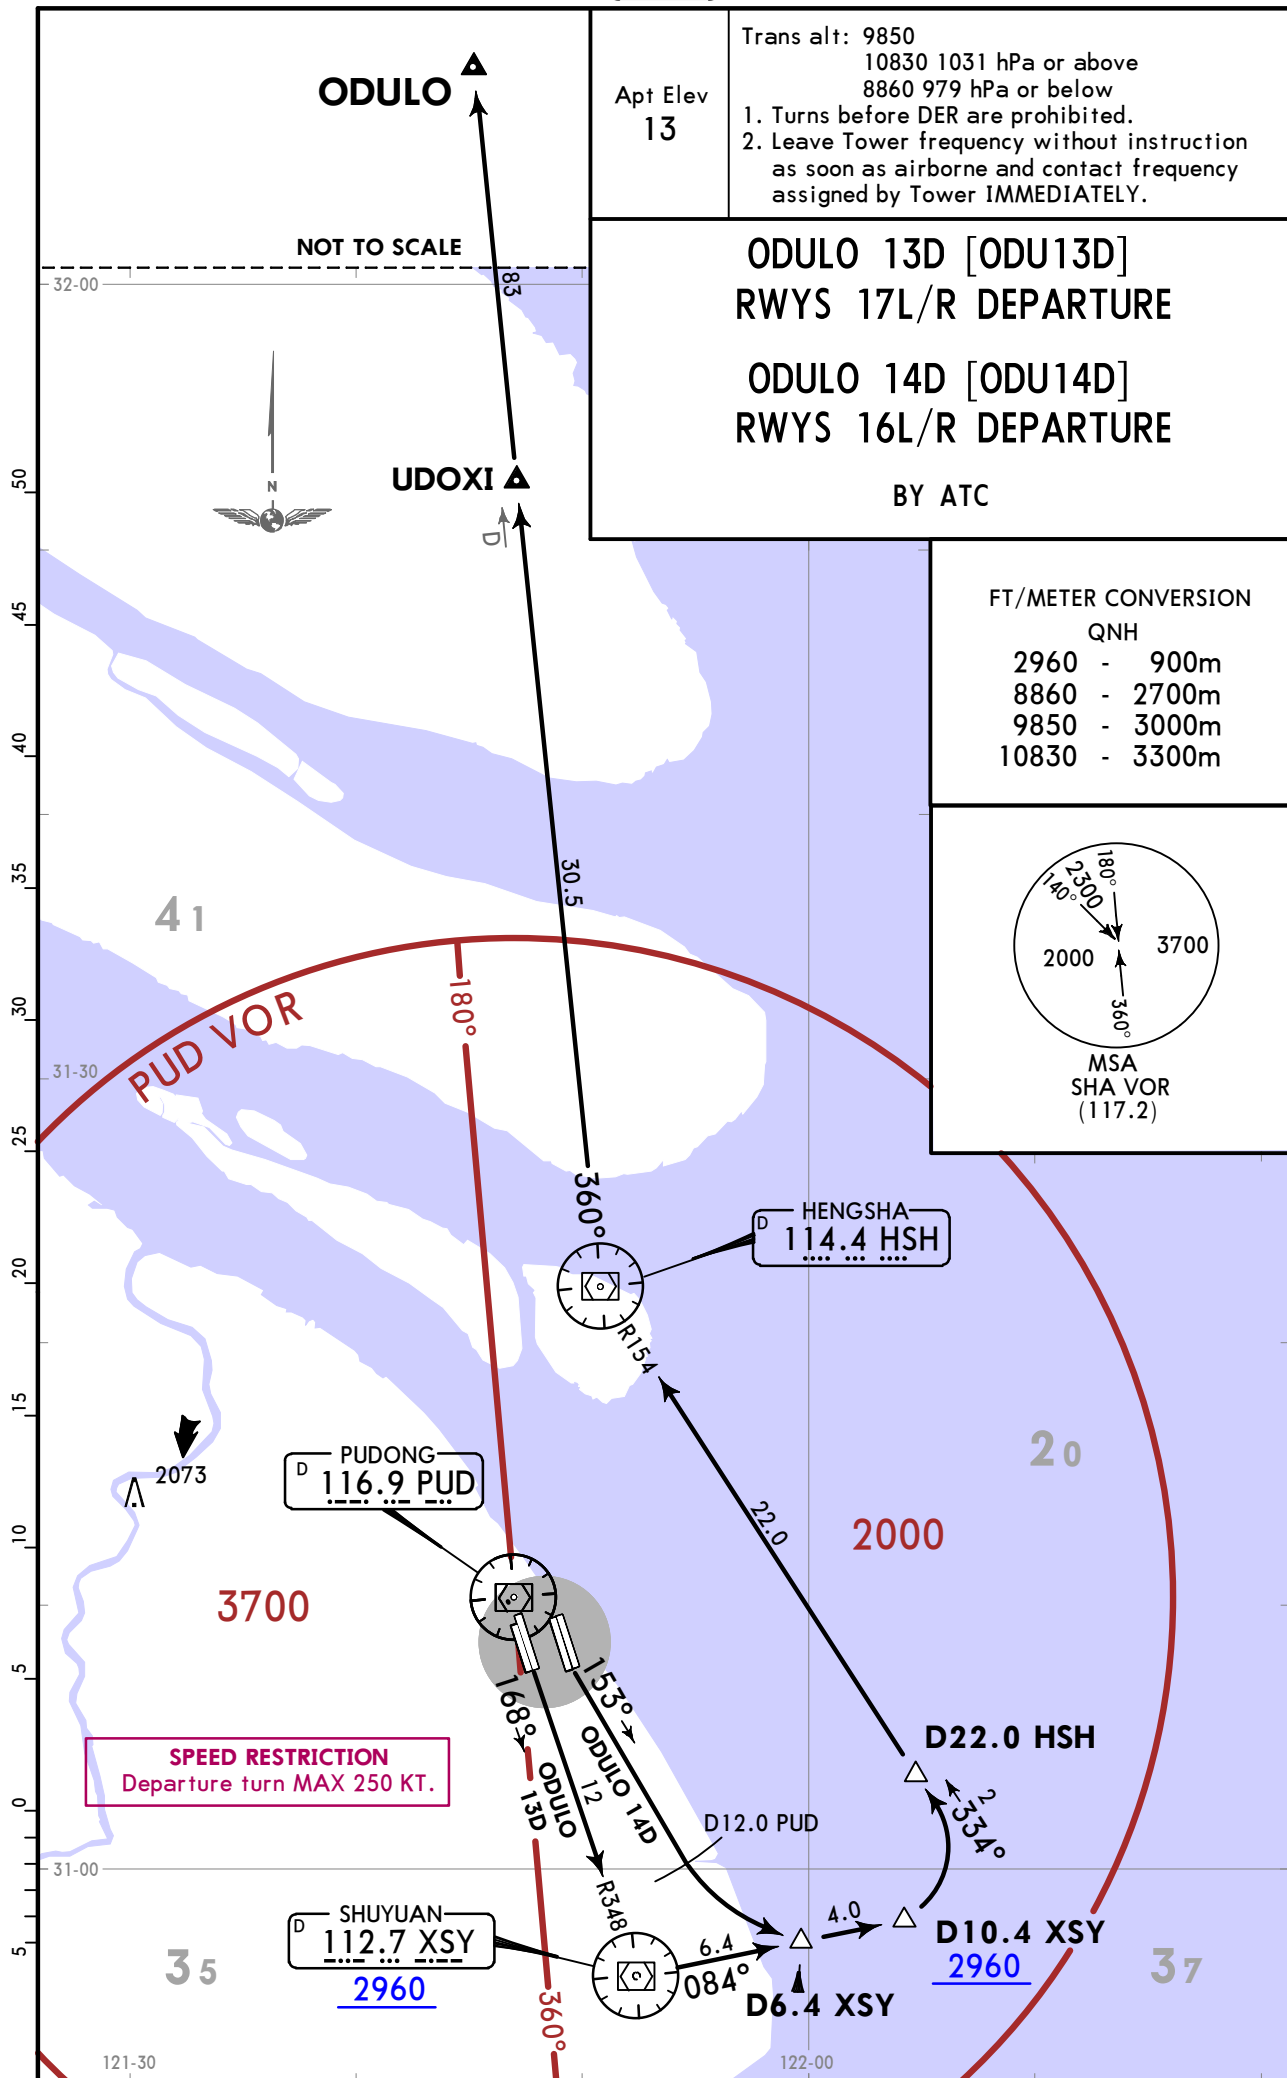 Apt Elev
13
Trans alt: 9850
10830 1031 hPa or above
8860 979 hPa or below
1. Turns before DER are prohibited.
2. Leave Tower frequency without instruction
as soon as airborne and contact frequency
assigned by Tower IMMEDIATELY.
ODULO
NOT TO SCALE
32-00
83
ODULO 13D [ODU13D]
RWYS 17L/R DEPARTURE
ODULO 14D [ODU14D]
RWYS 16L/R DEPARTURE
BY ATC
N
UDOXI
D
FT/METER CONVERSION
QNH
2960 - 900m
8860 - 2700m
9850 - 3000m
10830 - 3300m
50
45
40
35
30
25
20
15
10
5
0
5
30.5
41
180°
2300
140°
2000
3700
360°
MSA
SHA VOR
(117.2)
PUD VOR
180°
31-30
360°
HENGSHA
D 114.4 HSH
R154
22.0
20
2000
2073
PUDONG
D 116.9 PUD
3700
168°
153°
ODULO
13D
12
ODULO 14D
SPEED RESTRICTION
Departure turn MAX 250 KT.
D22.0 HSH
2
334°
D12.0 PUD
31-00
R348
SHUYUAN
D 112.7 XSY
2960
35
6.4
084°
4.0
D10.4 XSY
2960
D6.4 XSY
37
360°
121-30
122-00